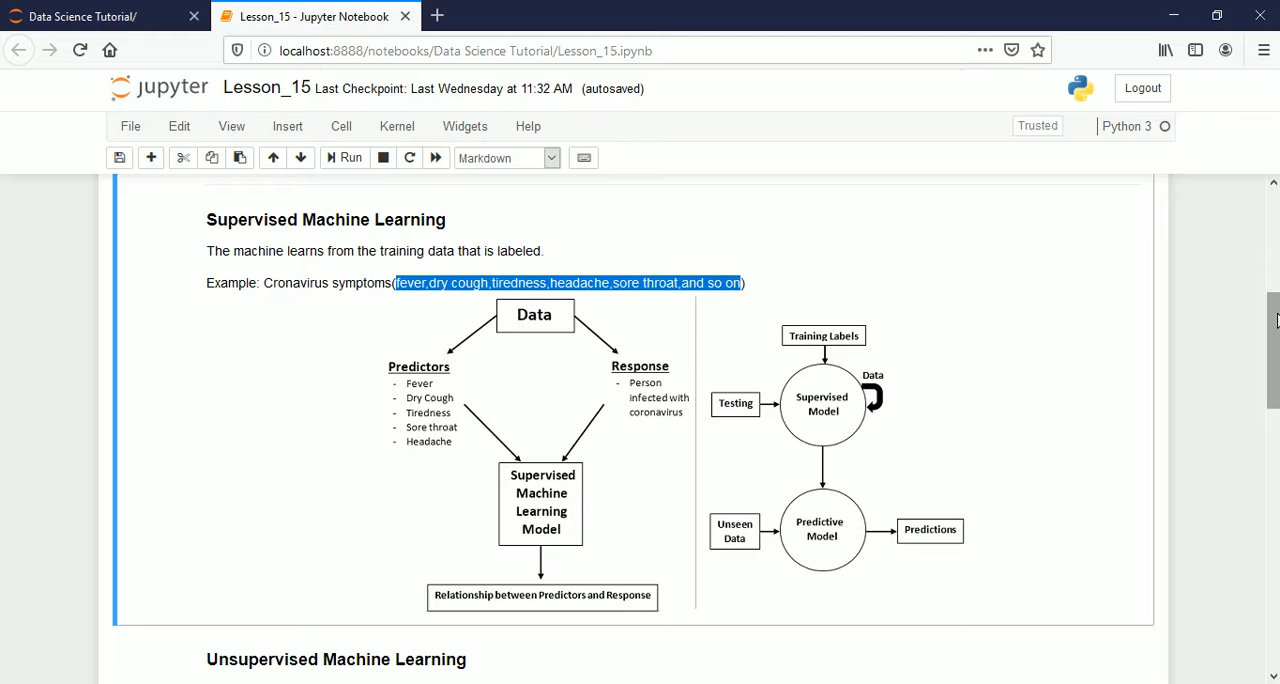 Data Science Tutorial/
Lesson_15 - Jupyter Notebook
localhost:8888/notebooks/Data Science Tutorial/Lesson_15.ipynb
jupyter Lesson_15 Last Checkpoint: Last Wednesday at 11:32 AM (autosaved)
Logout
File Edit View Insert Cell Kernel Widgets Help
Trusted
Python 3
Run
Markdown
Supervised Machine Learning
The machine learns from the training data that is labeled.
Example: Cronavirus symptoms(fever,dry cough,tiredness,headache,sore throat,and so on)
Data
Predictors
- Fever
- Dry Cough
- Tiredness
- Sore throat
- Headache
Response
- Person
infected with
coronavirus
Supervised
Machine
Learning
Model
Relationship between Predictors and Response
Training Labels
Data
Testing
Supervised
Model
Unseen
Data
Predictive
Model
Predictions
Unsupervised Machine Learning